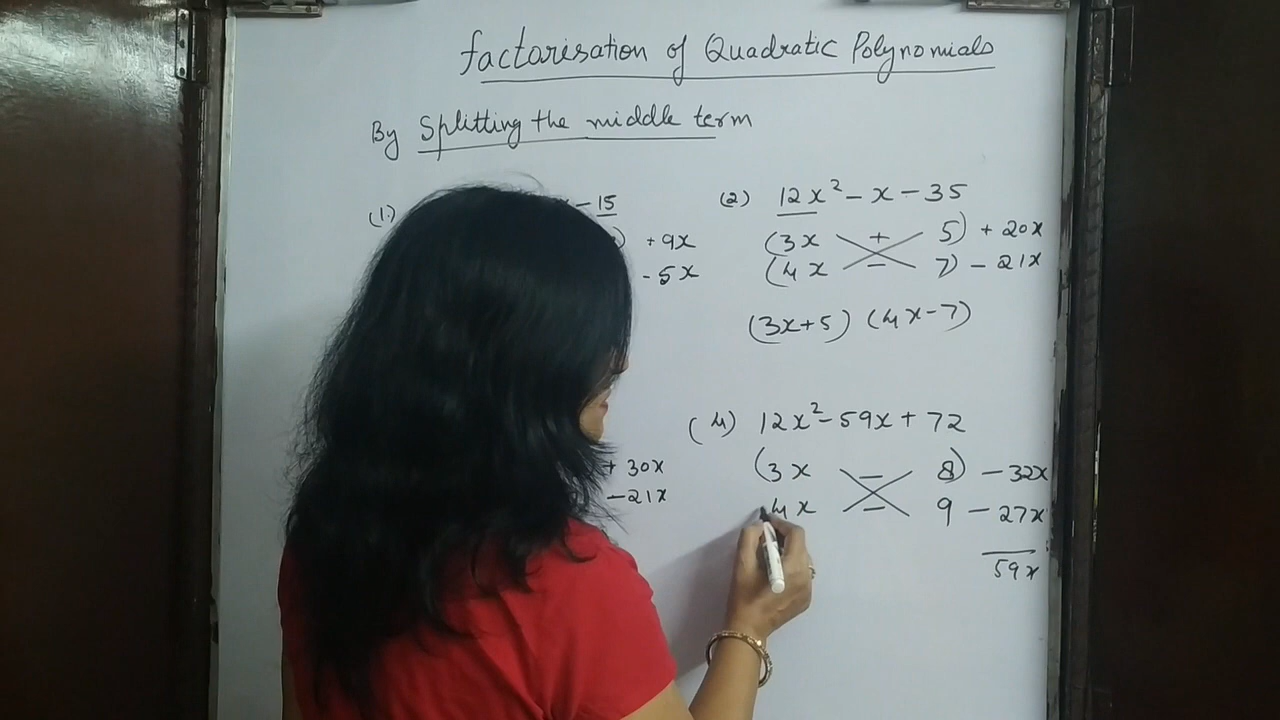 factorisation of Quadratic Polynomials
By Splitting the middle term
(1)
- 15
) + 9x
- 5x
(2) 12x² - x - 35
(3x + 5) + 20x
(4x - 7) - 21x
(3x+5) (4x-7)
+ 30x
- 21x
(4) 12x² - 59x + 72
(3x - 8) - 32x
4x - 9 - 27x
59x